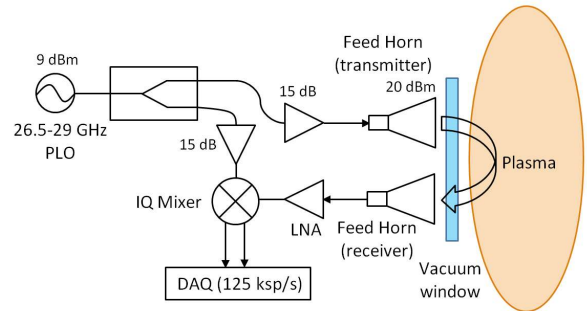 9 dBm
26.5-29 GHz
PLO
15 dB
15 dB
Feed Horn
(transmitter)
20 dBm
Plasma
IQ Mixer
LNA
Feed Horn
(receiver)
Vacuum
window
DAQ (125 ksp/s)